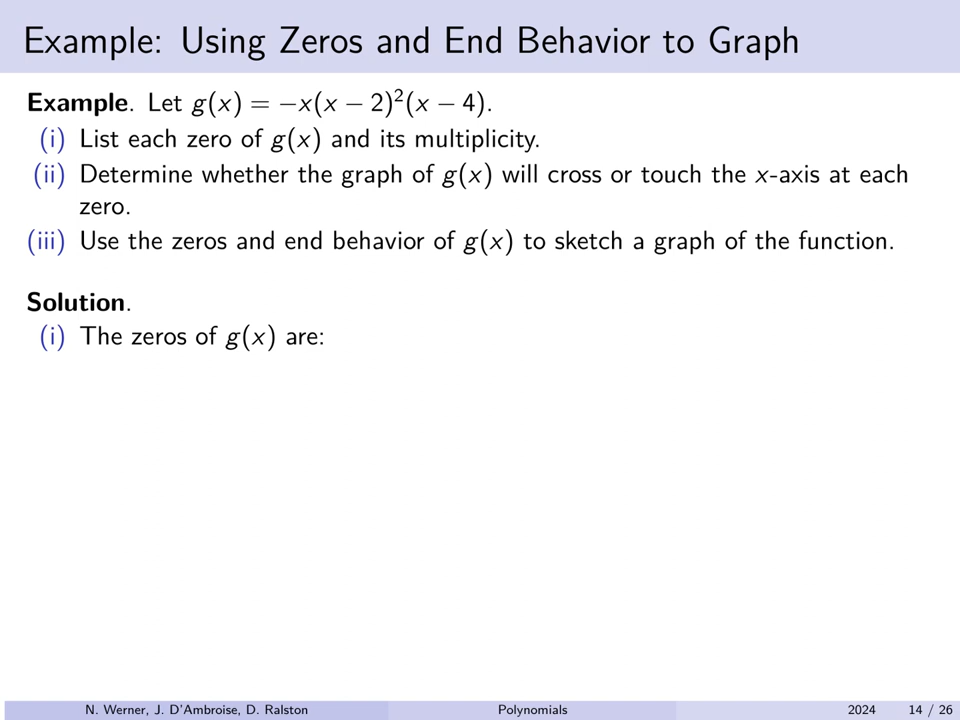 Example: Using Zeros and End Behavior to Graph
Example. Let g(x) = −x(x − 2)²(x − 4).
(i) List each zero of g(x) and its multiplicity.
(ii) Determine whether the graph of g(x) will cross or touch the x-axis at each
zero.
(iii) Use the zeros and end behavior of g(x) to sketch a graph of the function.
Solution.
(i) The zeros of g(x) are:
N. Werner, J. D'Ambroise, D. Ralston Polynomials 2024 14 / 26